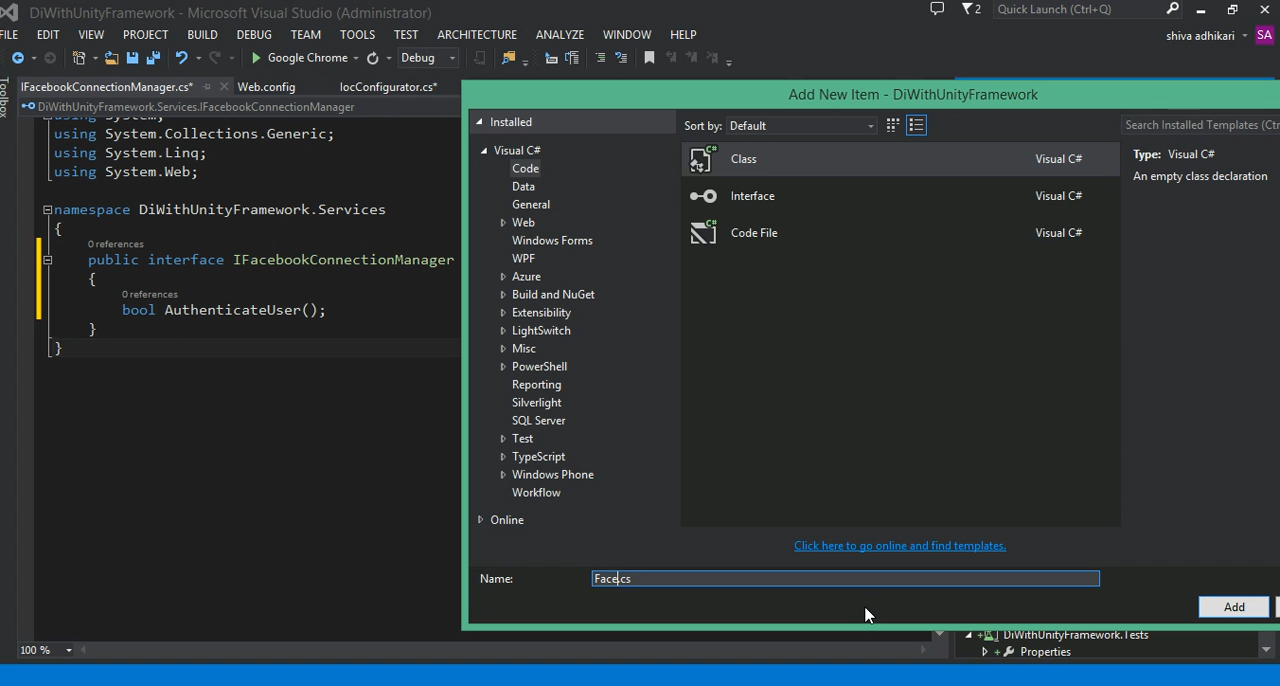 DiWithUnityFramework - Microsoft Visual Studio (Administrator)
2
Quick Launch (Ctrl+Q)
FILE EDIT VIEW PROJECT BUILD DEBUG TEAM TOOLS TEST ARCHITECTURE ANALYZE WINDOW HELP
shiva adhikari SA
Google Chrome Debug
Toolbox
IFacebookConnectionManager.cs* Web.config IocConfigurator.cs*
DiWithUnityFramework.Services.IFacebookConnectionManager
using System;
using System.Collections.Generic;
using System.Linq;
using System.Web;
namespace DiWithUnityFramework.Services
{
0 references
public interface IFacebookConnectionManager
{
0 references
bool AuthenticateUser();
}
}
100 %
Add New Item - DiWithUnityFramework
Installed
Sort by: Default
Search Installed Templates (Ctr
Visual C#
Code
Data
General
Web
Windows Forms
WPF
Azure
Build and NuGet
Extensibility
LightSwitch
Misc
PowerShell
Reporting
Silverlight
SQL Server
Test
TypeScript
Windows Phone
Workflow
Online
Class Visual C#
Interface Visual C#
Code File Visual C#
Type: Visual C#
An empty class declaration
Click here to go online and find templates.
Name: Face.cs
Add
DiWithUnityFramework.Tests
Properties